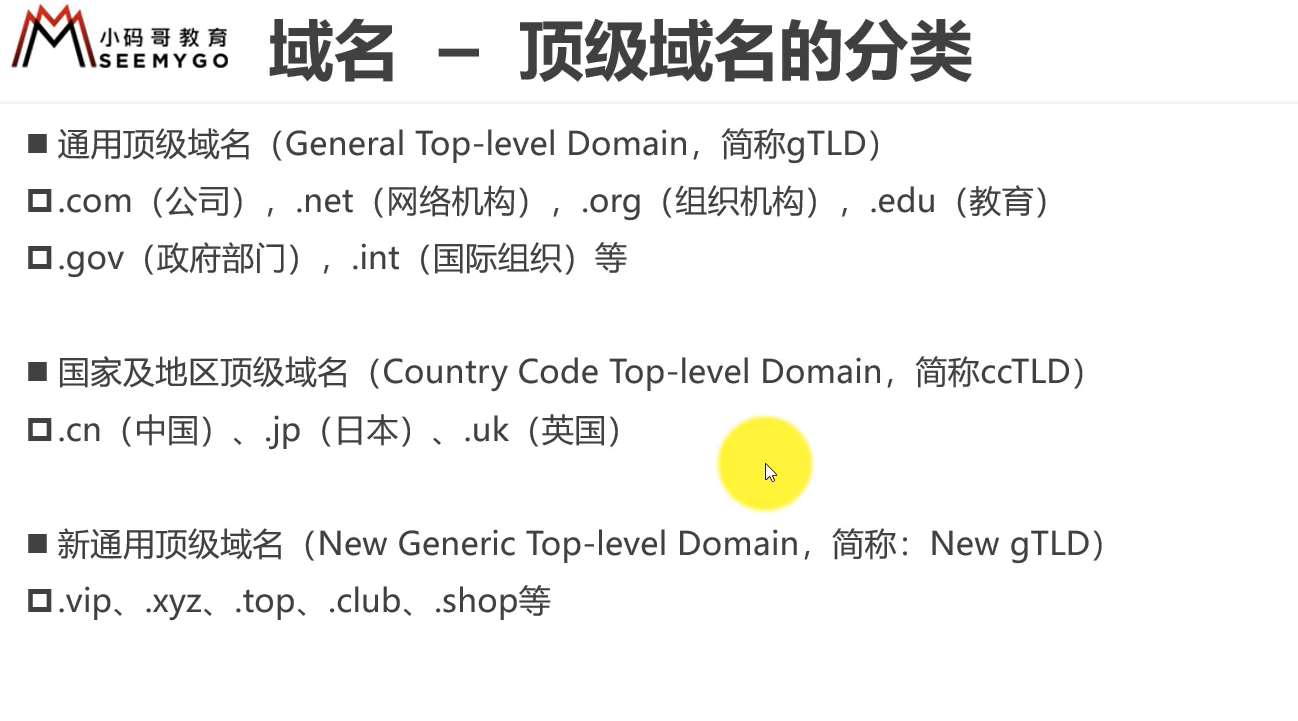 小码哥教育
SEEMYGO
域名 – 顶级域名的分类
通用顶级域名（General Top-level Domain，简称gTLD）
.com（公司），.net（网络机构），.org（组织机构），.edu（教育）
.gov（政府部门），.int（国际组织）等
国家及地区顶级域名（Country Code Top-level Domain，简称ccTLD）
.cn（中国）、.jp（日本）、.uk（英国）
新通用顶级域名（New Generic Top-level Domain，简称：New gTLD）
.vip、.xyz、.top、.club、.shop等